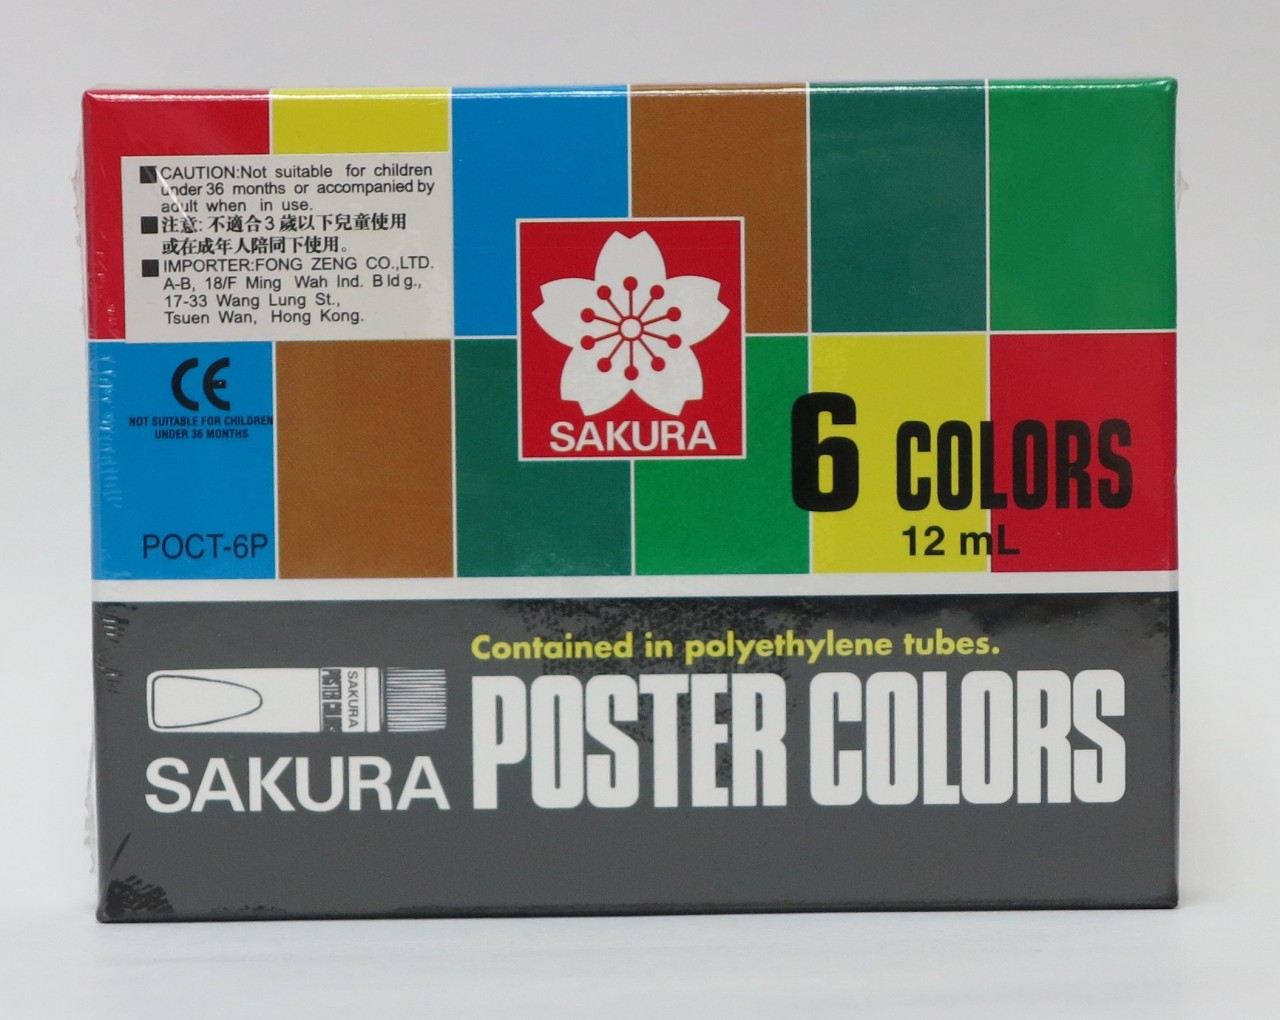 CAUTION:Not suitable for children
under 36 months or accompanied by
adult when in use.
注意: 不適合3歲以下兒童使用
或在成年人陪同下使用。
IMPORTER:FONG ZENG CO.,LTD.
A-B, 18/F Ming Wah Ind. Bldg.,
17-33 Wang Lung St.,
Tsuen Wan, Hong Kong.
CE
NOT SUITABLE FOR CHILDREN
UNDER 36 MONTHS
SAKURA
6 COLORS
12 mL
POCT-6P
Contained in polyethylene tubes.
SAKURA
POSTER COLORS
SAKURA
POSTER COLORS